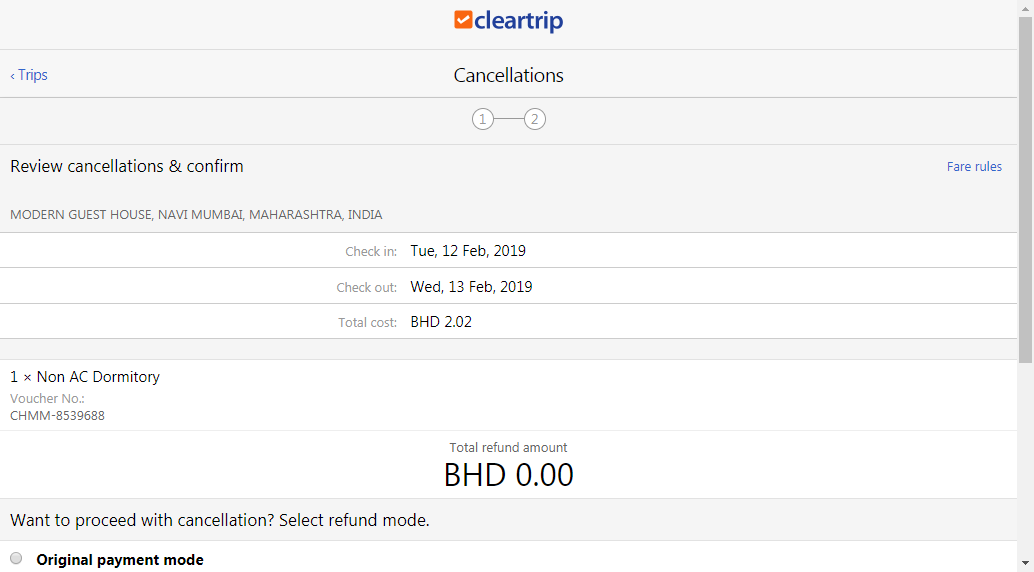 cleartrip
‹ Trips
Cancellations
1 2
Review cancellations & confirm
Fare rules
MODERN GUEST HOUSE, NAVI MUMBAI, MAHARASHTRA, INDIA
Check in: Tue, 12 Feb, 2019
Check out: Wed, 13 Feb, 2019
Total cost: BHD 2.02
1 × Non AC Dormitory
Voucher No.:
CHMM-8539688
Total refund amount
BHD 0.00
Want to proceed with cancellation? Select refund mode.
Original payment mode